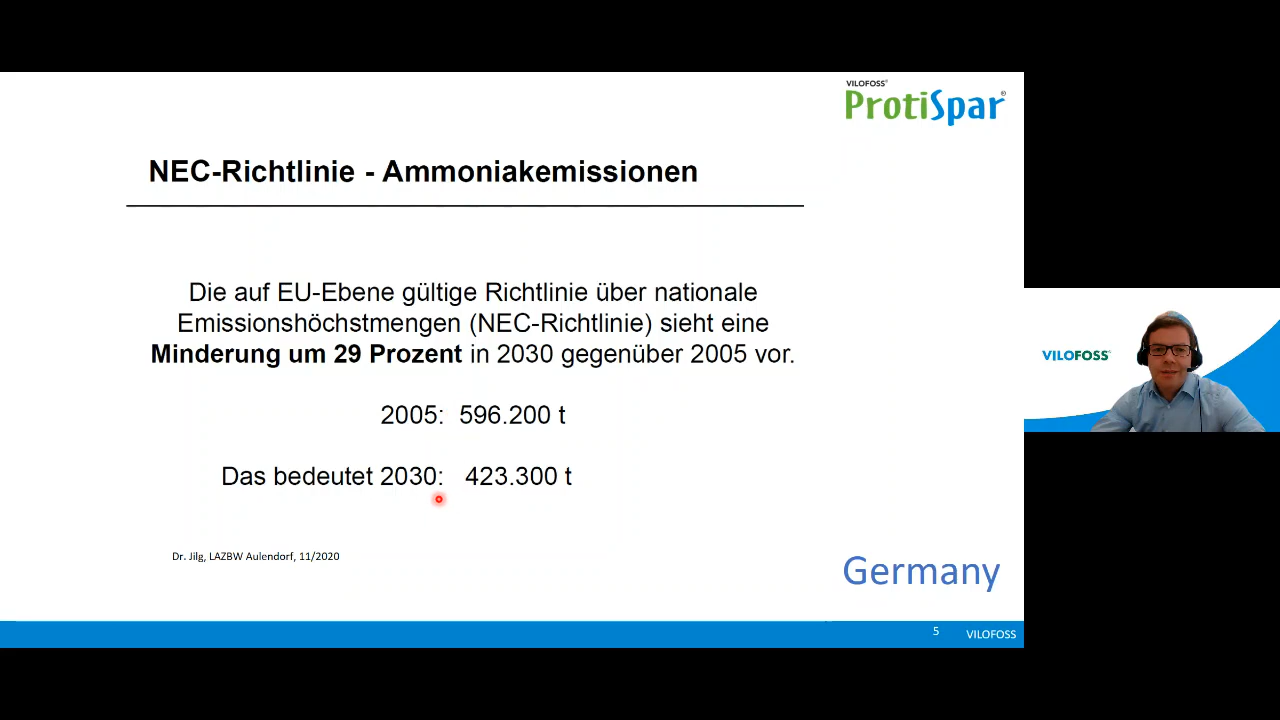 VILOFOSS®
ProtiSpar®
NEC-Richtlinie - Ammoniakemissionen
Die auf EU-Ebene gültige Richtlinie über nationale
Emissionshöchstmengen (NEC-Richtlinie) sieht eine
Minderung um 29 Prozent in 2030 gegenüber 2005 vor.
2005: 596.200 t
Das bedeutet 2030: 423.300 t
Dr. Jilg, LAZBW Aulendorf, 11/2020
Germany
5 VILOFOSS
VILOFOSS®